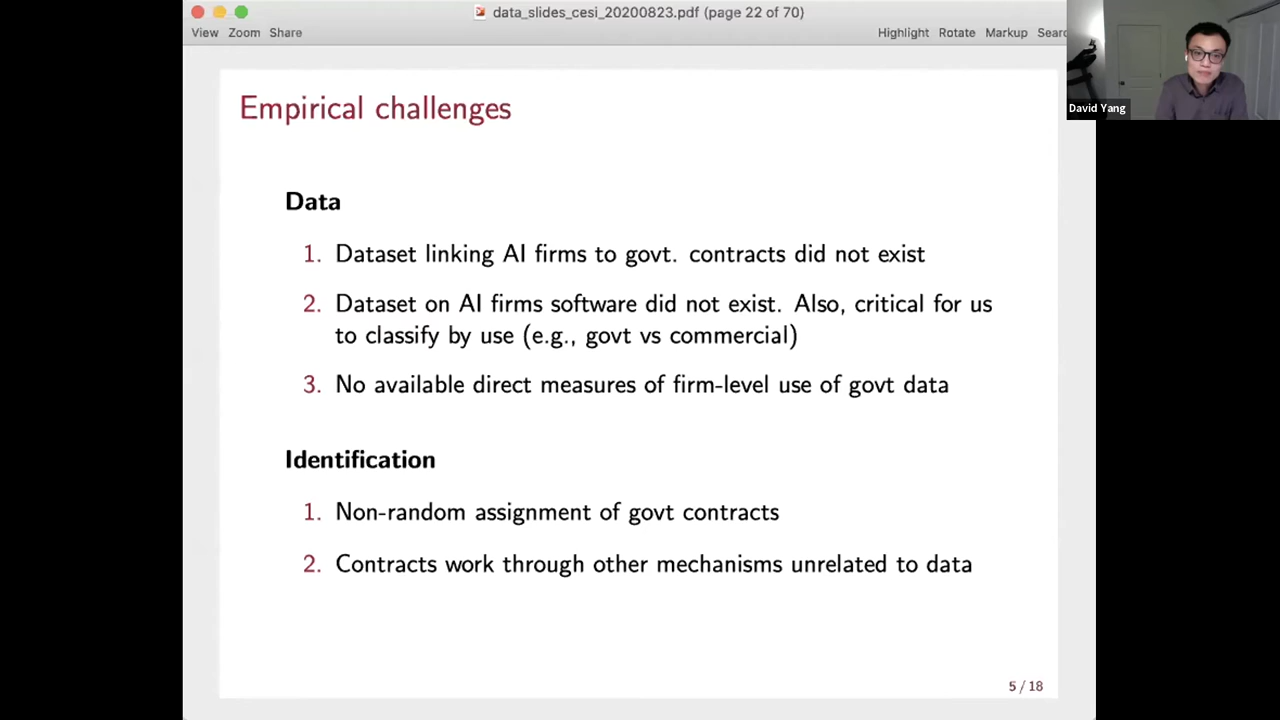 data_slides_cesi_20200823.pdf (page 22 of 70)
View Zoom Share Highlight Rotate Markup
David Yang
Empirical challenges
Data
1. Dataset linking AI firms to govt. contracts did not exist
2. Dataset on AI firms software did not exist. Also, critical for us
to classify by use (e.g., govt vs commercial)
3. No available direct measures of firm-level use of govt data
Identification
1. Non-random assignment of govt contracts
2. Contracts work through other mechanisms unrelated to data
5 / 18